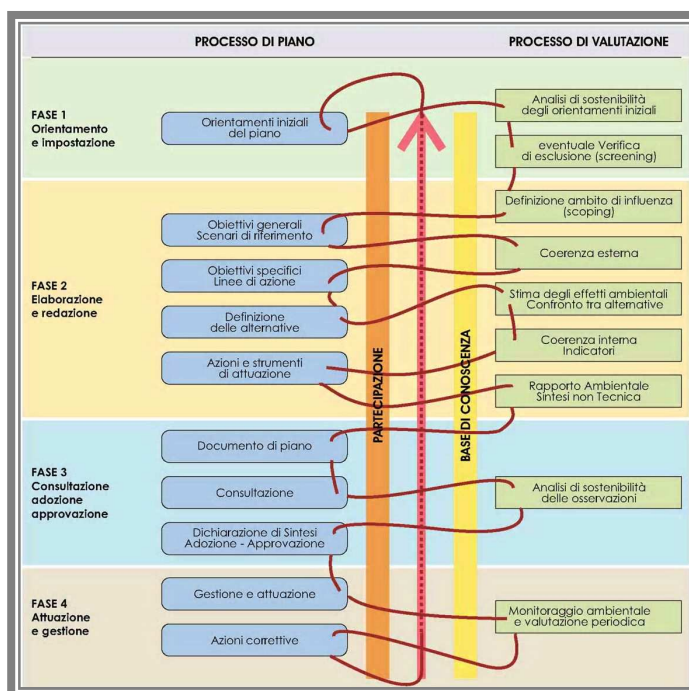 PROCESSO DI PIANO
PROCESSO DI VALUTAZIONE
FASE 1
Orientamento
e impostazione
Orientamenti iniziali
del piano
Analisi di sostenibilità
degli orientamenti iniziali
eventuale Verifica
di esclusione (screening)
FASE 2
Elaborazione
e redazione
Obiettivi generali
Scenari di riferimento
Obiettivi specifici
Linee di azione
Definizione
delle alternative
Azioni e strumenti
di attuazione
Definizione ambito di influenza
(scoping)
Coerenza esterna
Stima degli effetti ambientali
Confronto tra alternative
Coerenza interna
Indicatori
Rapporto Ambientale
Sintesi non Tecnica
PARTECIPAZIONE
BASE DI CONOSCENZA
FASE 3
Consultazione
adozione
approvazione
Documento di piano
Consultazione
Dichiarazione di Sintesi
Adozione - Approvazione
Analisi di sostenibilità
delle osservazioni
FASE 4
Attuazione
e gestione
Gestione e attuazione
Azioni correttive
Monitoraggio ambientale
e valutazione periodica